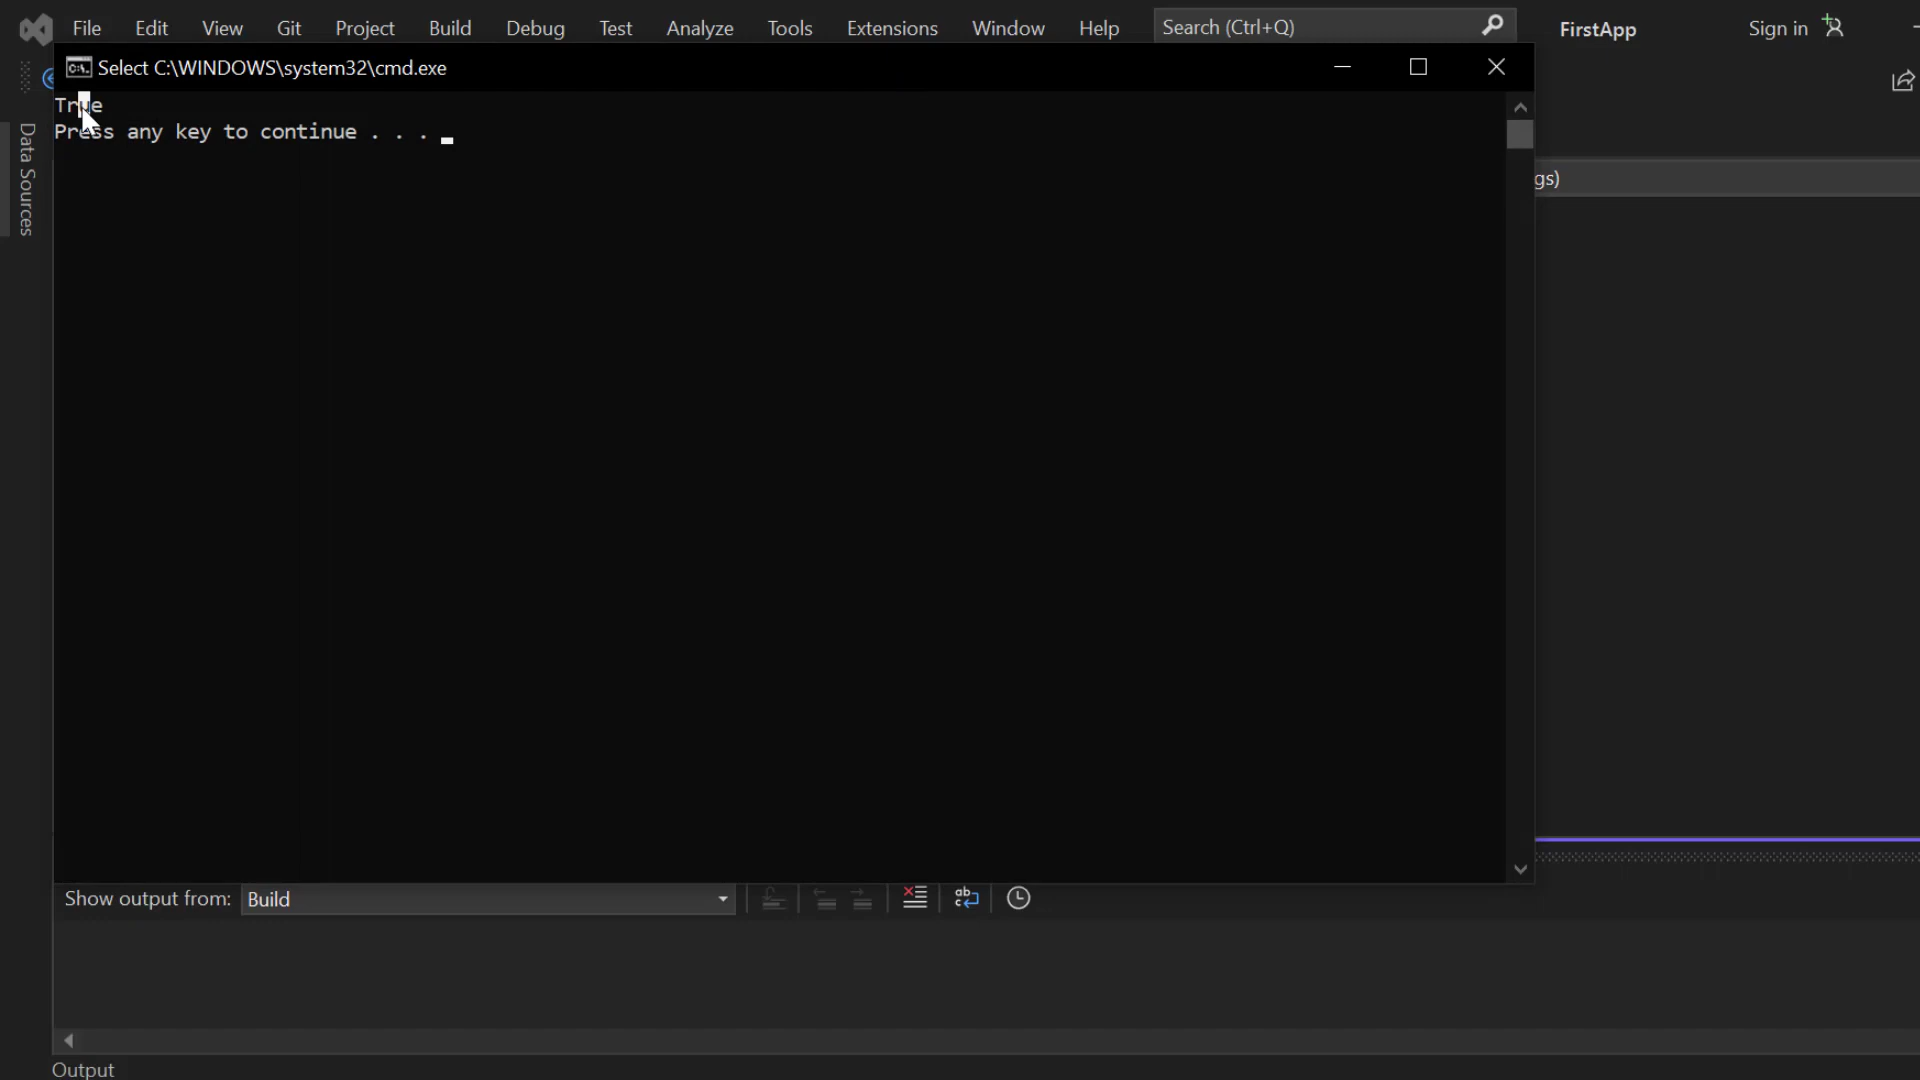 File Edit View Git Project Build Debug Test Analyze Tools Extensions Window Help Search (Ctrl+Q) FirstApp Sign in
Select C:\WINDOWS\system32\cmd.exe
True
Press any key to continue . . .
Data Sources
gs)
Show output from: Build
Output